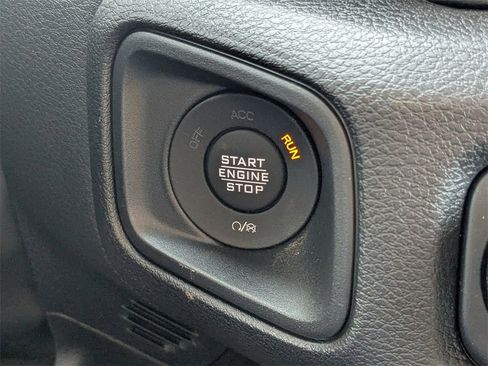 OFF ACC RUN
START
ENGINE
STOP